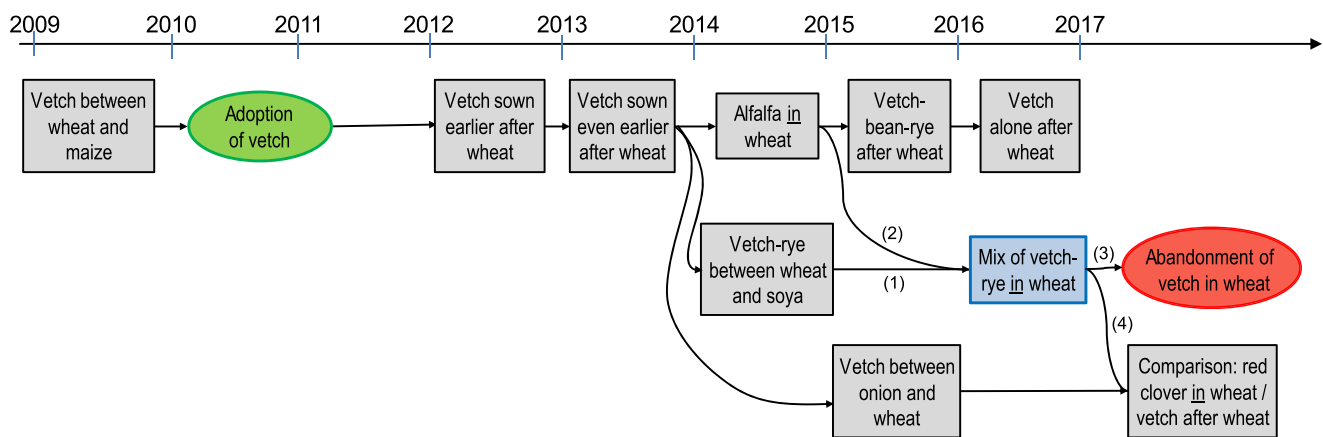 2009 2010 2011 2012 2013 2014 2015 2016 2017
Vetch between
wheat and
maize
Adoption
of vetch
Vetch sown
earlier after
wheat
Vetch sown
even earlier
after wheat
Alfalfa in
wheat
Vetch-
bean-rye
after wheat
Vetch
alone after
wheat
Vetch-rye
between wheat
and soya
(2)
(1)
Mix of vetch-
rye in wheat
(3)
Abandonment of
vetch in wheat
(4)
Vetch between
onion and
wheat
Comparison: red
clover in wheat /
vetch after wheat